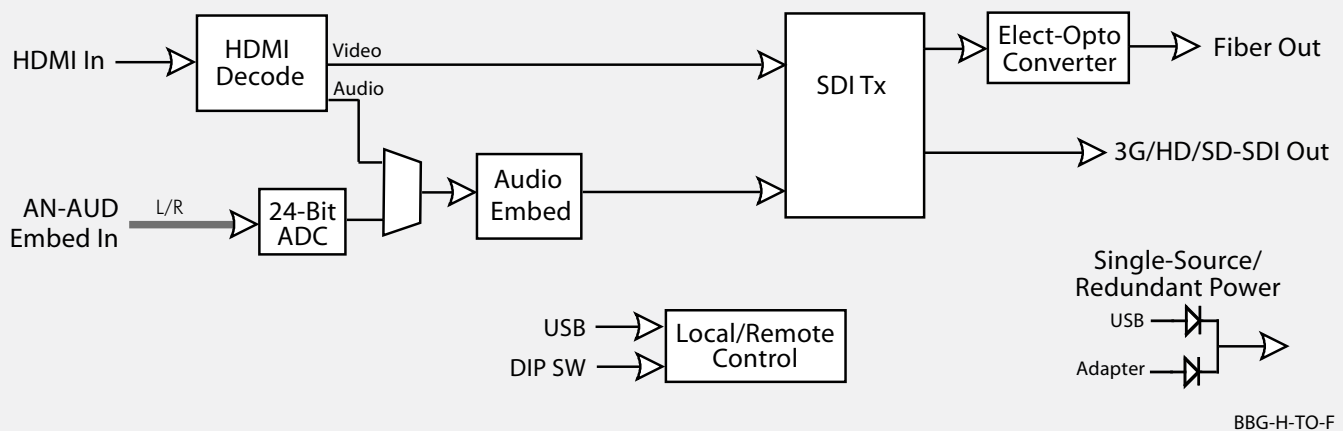 HDMI In
HDMI
Decode
Video
Audio
SDI Tx
Elect-Opto
Converter
Fiber Out
3G/HD/SD-SDI Out
AN-AUD
Embed In
L/R
24-Bit
ADC
Audio
Embed
USB
DIP SW
Local/Remote
Control
Single-Source/
Redundant Power
USB
Adapter
BBG-H-TO-F